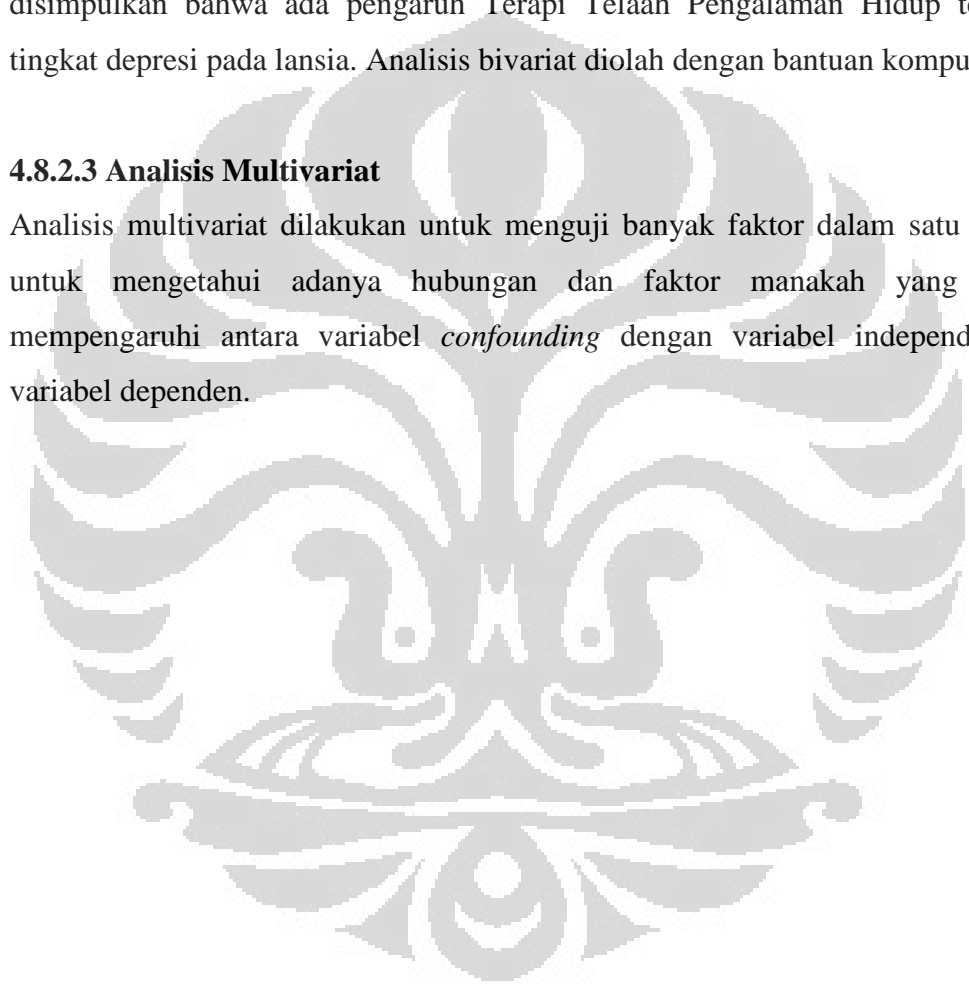 disimpulkan bahwa ada pengaruh Terapi Telaah Pengalaman Hidup
tingkat depresi pada lansia. Analisis bivariat diolah dengan bantuan
4.8.2.3 Analisis Multivariat
Analisis multivariat dilakukan untuk menguji banyak faktor dalam satu
untuk mengetahui adanya hubungan dan faktor manakah yang
mempengaruhi antara variabel confounding dengan variabel
variabel dependen.